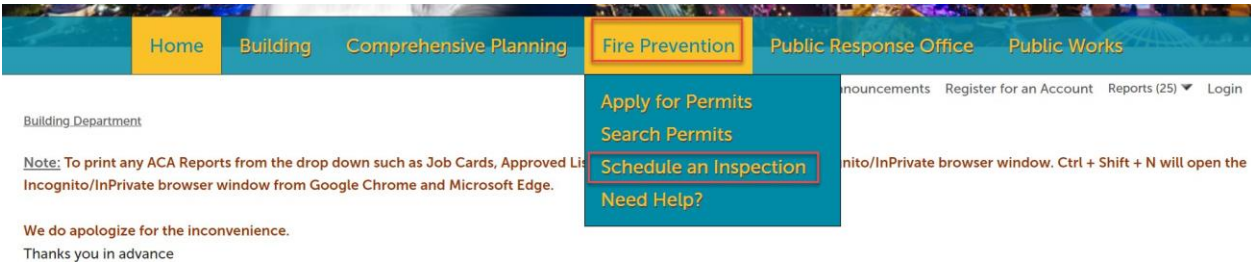 Home Building Comprehensive Planning Fire Prevention Public Response Office Public Works
nnouncements Register for an Account Reports (25) Login
Apply for Permits
Search Permits
Schedule an Inspection
Need Help?
Building Department
Note: To print any ACA Reports from the drop down such as Job Cards, Approved Lis nito/InPrivate browser window. Ctrl + Shift + N will open the
Incognito/InPrivate browser window from Google Chrome and Microsoft Edge.
We do apologize for the inconvenience.
Thanks you in advance